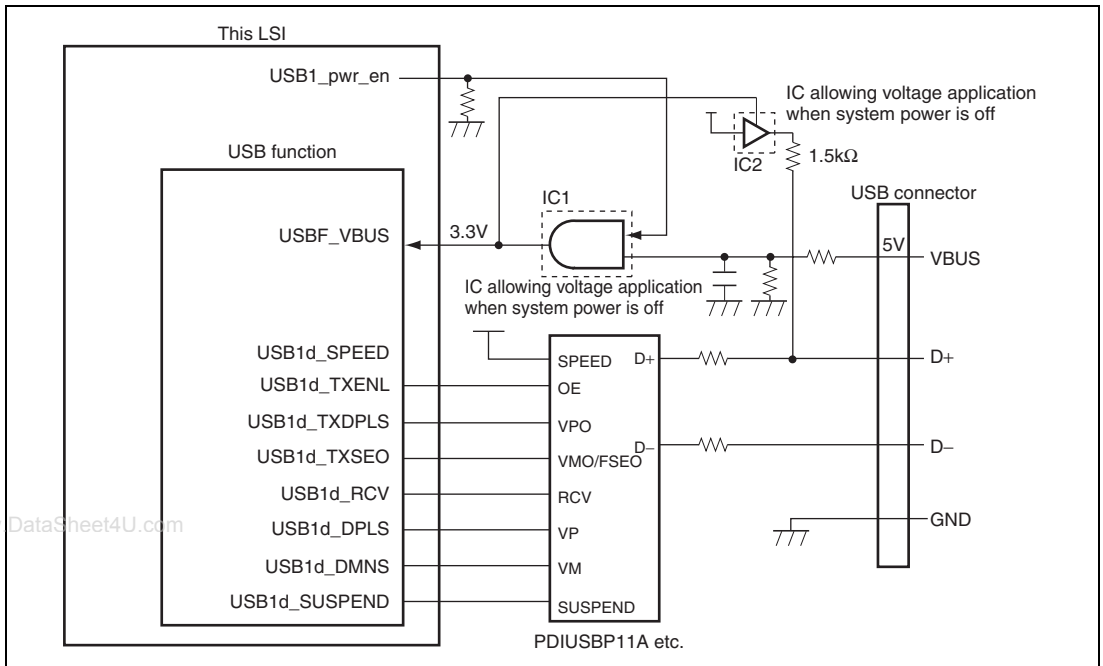 This LSI
USB1_pwr_en
IC allowing voltage application
when system power is off
IC2
1.5kΩ
USB function
IC1
USB connector
USBF_VBUS
3.3V
5V
VBUS
IC allowing voltage application
when system power is off
USB1d_SPEED
SPEED
D+
D+
USB1d_TXENL
OE
USB1d_TXDPLS
VPO
USB1d_TXSEO
VMO/FSEO
D−
D−
USB1d_RCV
RCV
USB1d_DPLS
VP
GND
DataSheet4U.com
USB1d_DMNS
VM
USB1d_SUSPEND
SUSPEND
PDIUSBP11A etc.